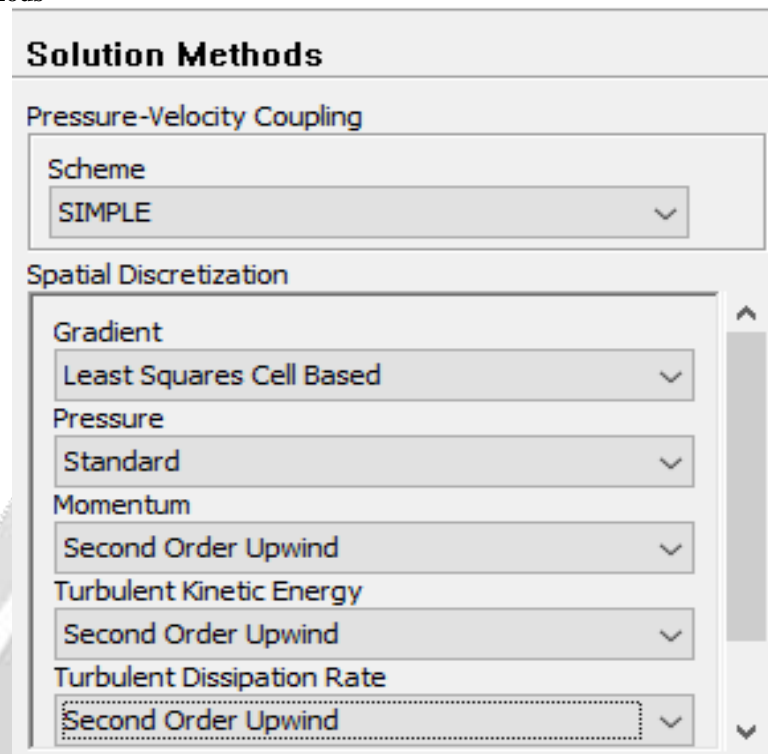 Solution Methods
Pressure-Velocity Coupling
Scheme
SIMPLE
Spatial Discretization
Gradient
Least Squares Cell Based
Pressure
Standard
Momentum
Second Order Upwind
Turbulent Kinetic Energy
Second Order Upwind
Turbulent Dissipation Rate
Second Order Upwind